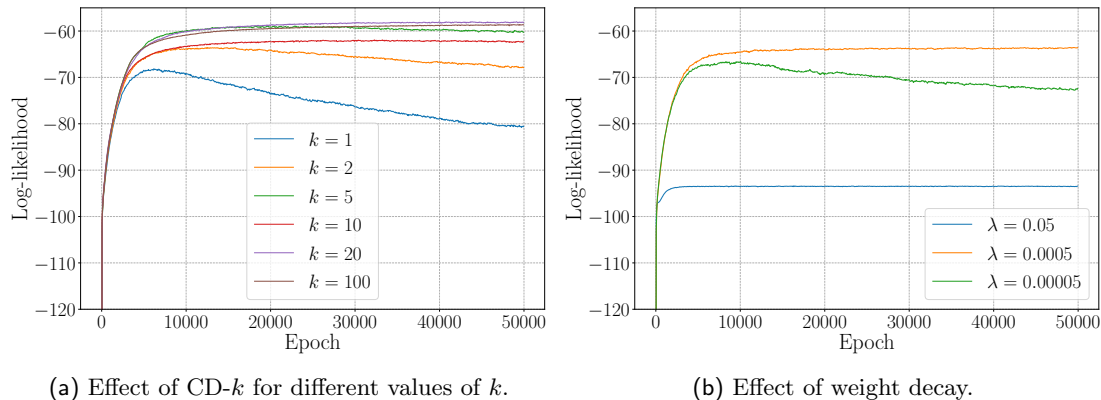 −60
−70
−80
−90
−100
−110
−120
Log-likelihood
0
10000
20000
30000
40000
50000
Epoch
k = 1
k = 2
k = 5
k = 10
k = 20
k = 100
(a) Effect of CD-k for different values of k.
−60
−70
−80
−90
−100
−110
−120
Log-likelihood
0
10000
20000
30000
40000
50000
Epoch
λ = 0.05
λ = 0.0005
λ = 0.00005
(b) Effect of weight decay.